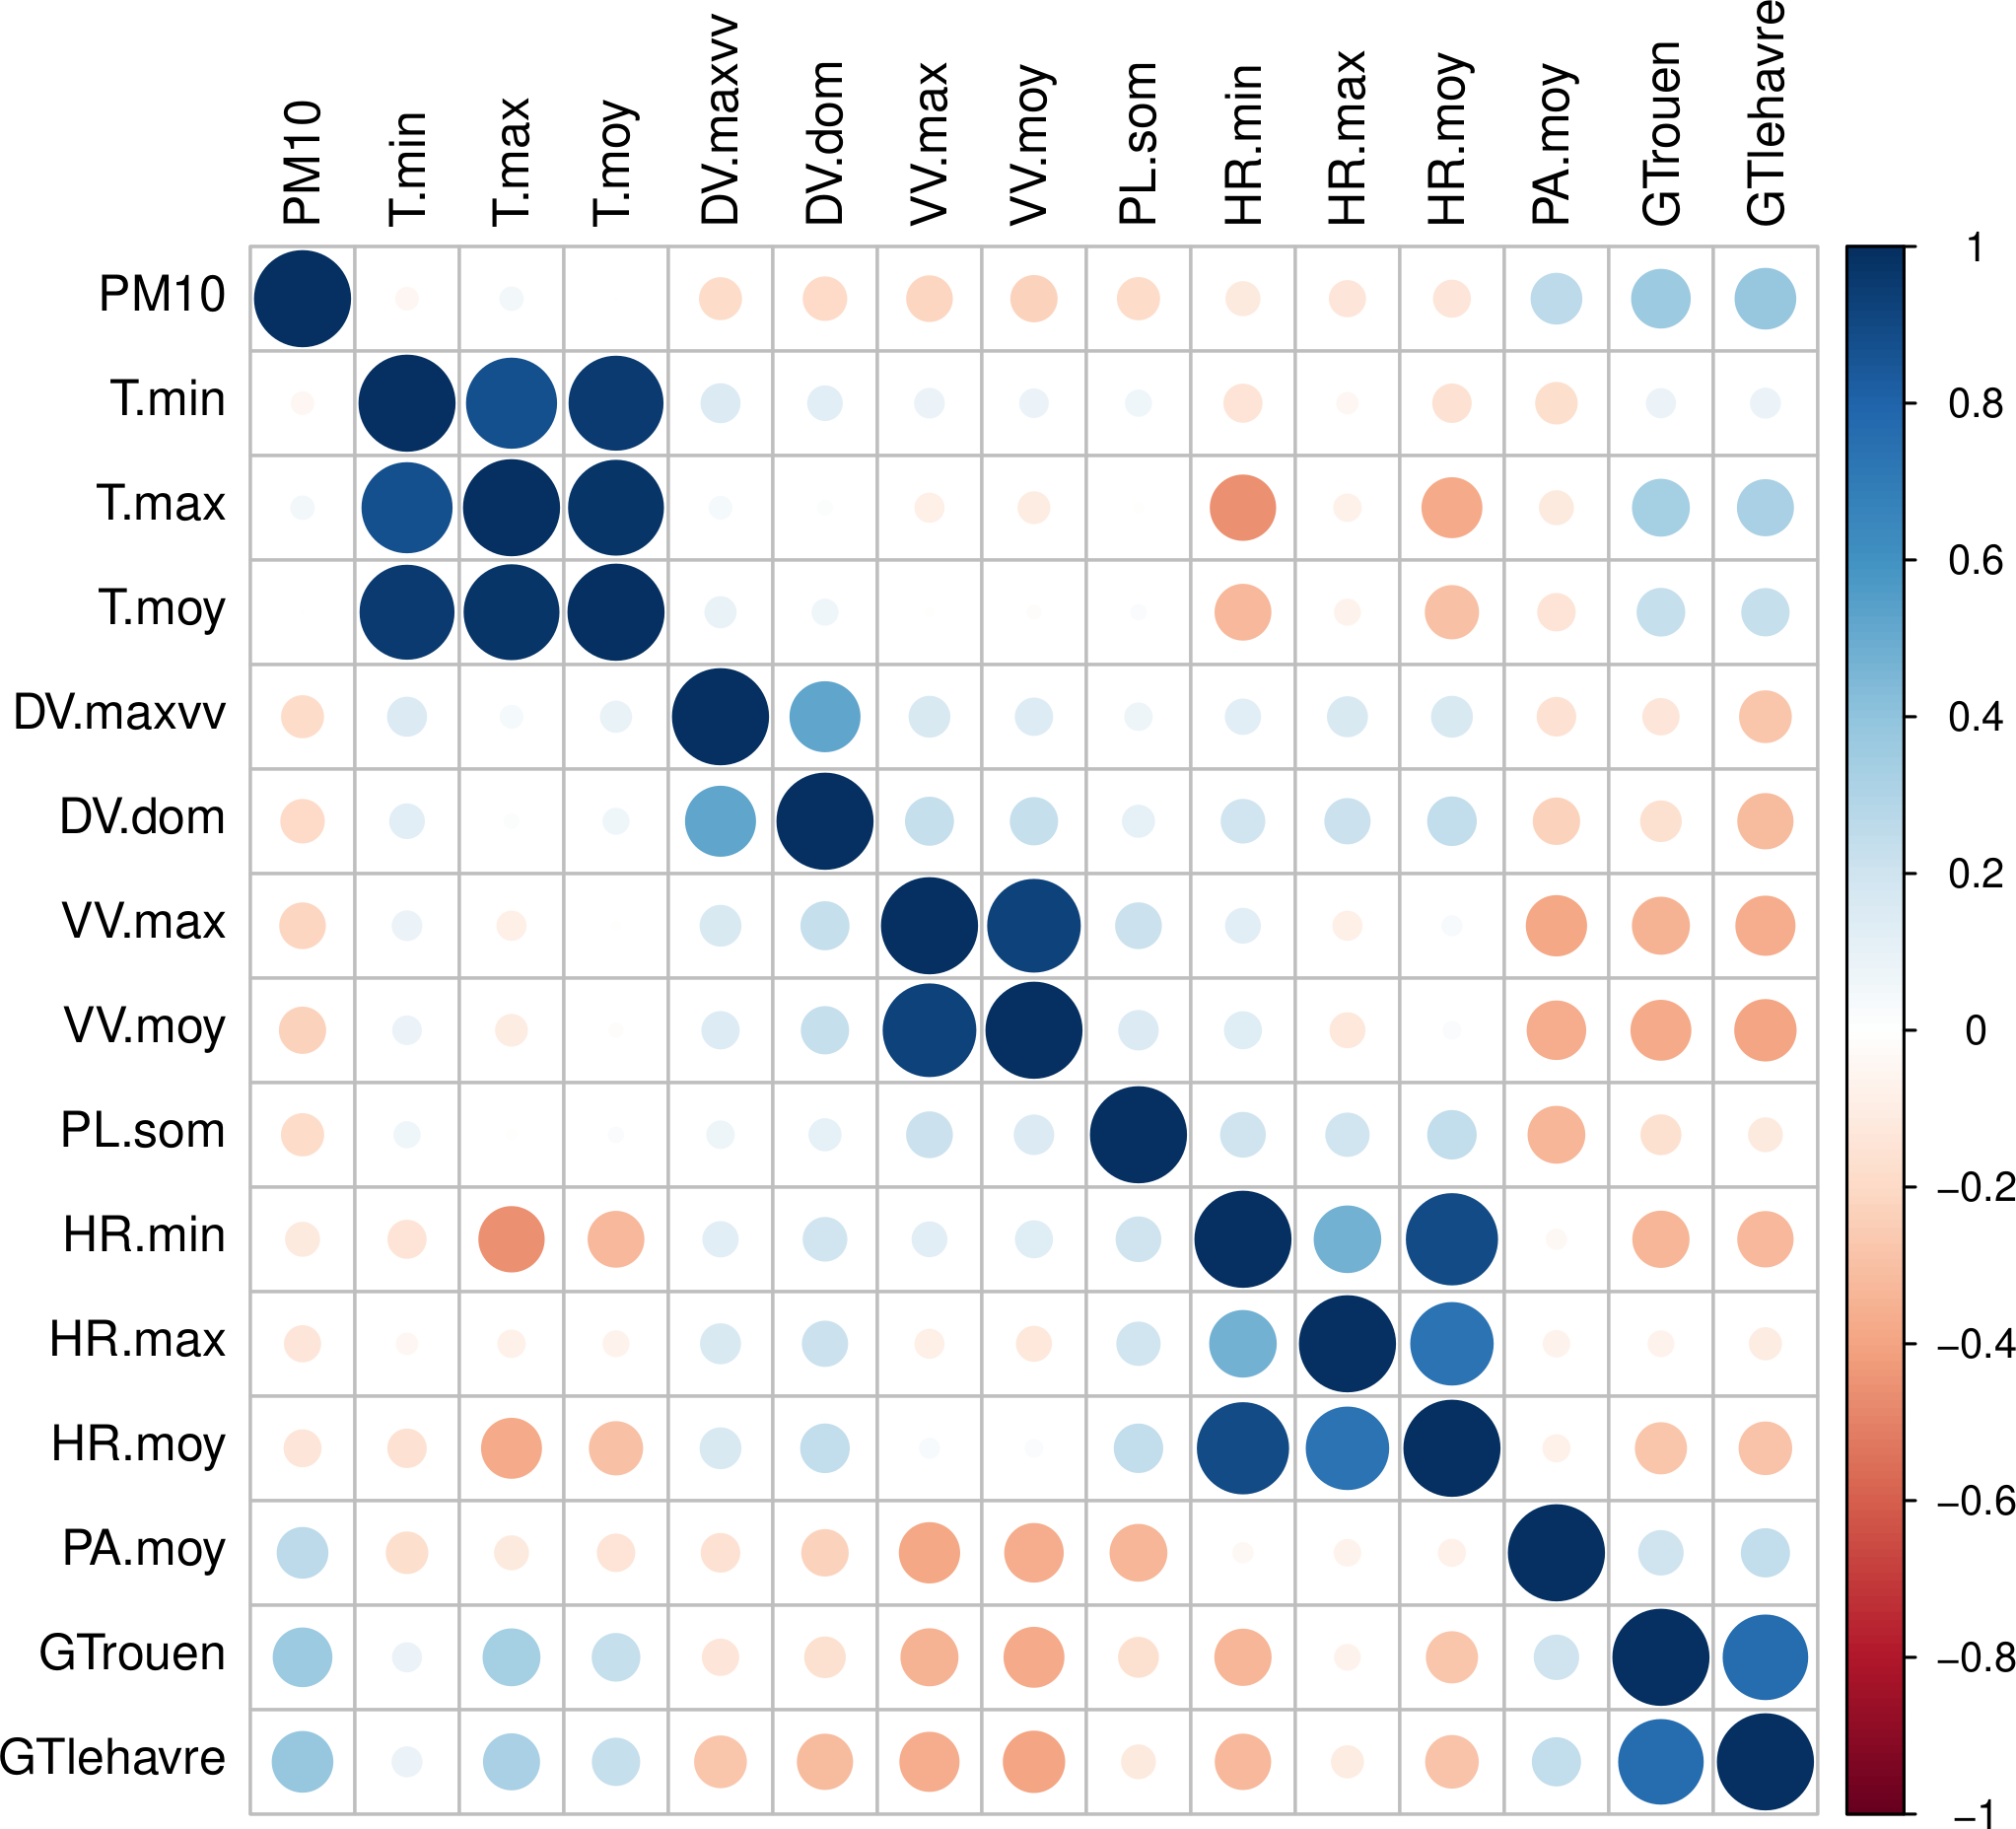 PM10
T.min
T.max
T.moy
DV.maxvv
DV.dom
VV.max
VV.moy
PL.som
HR.min
HR.max
HR.moy
PA.moy
GTrouen
GTlehavre
PM10
T.min
T.max
T.moy
DV.maxvv
DV.dom
VV.max
VV.moy
PL.som
HR.min
HR.max
HR.moy
PA.moy
GTrouen
GTlehavre
1
0.8
0.6
0.4
0.2
0
−0.2
−0.4
−0.6
−0.8
−1